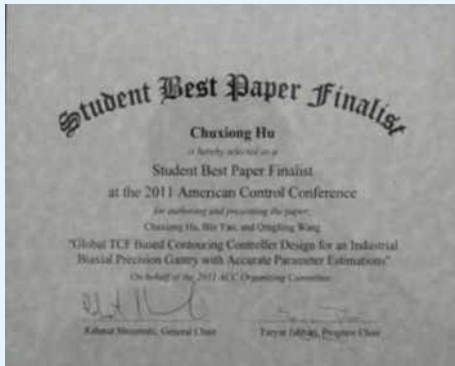 Student Best Paper Finalist
Chuxiong Hu
is hereby selected as a
Student Best Paper Finalist
at the 2011 American Control Conference
for authoring and presenting the paper:
Chuxiong Hu, Bin Yao, and Qingfeng Wang
"Global TCF Based Contouring Controller Design for an Industrial
Biaxial Precision Gantry with Accurate Parameter Estimations"
On behalf of the 2011 ACC Organizing Committee
General Chair
Program Chair